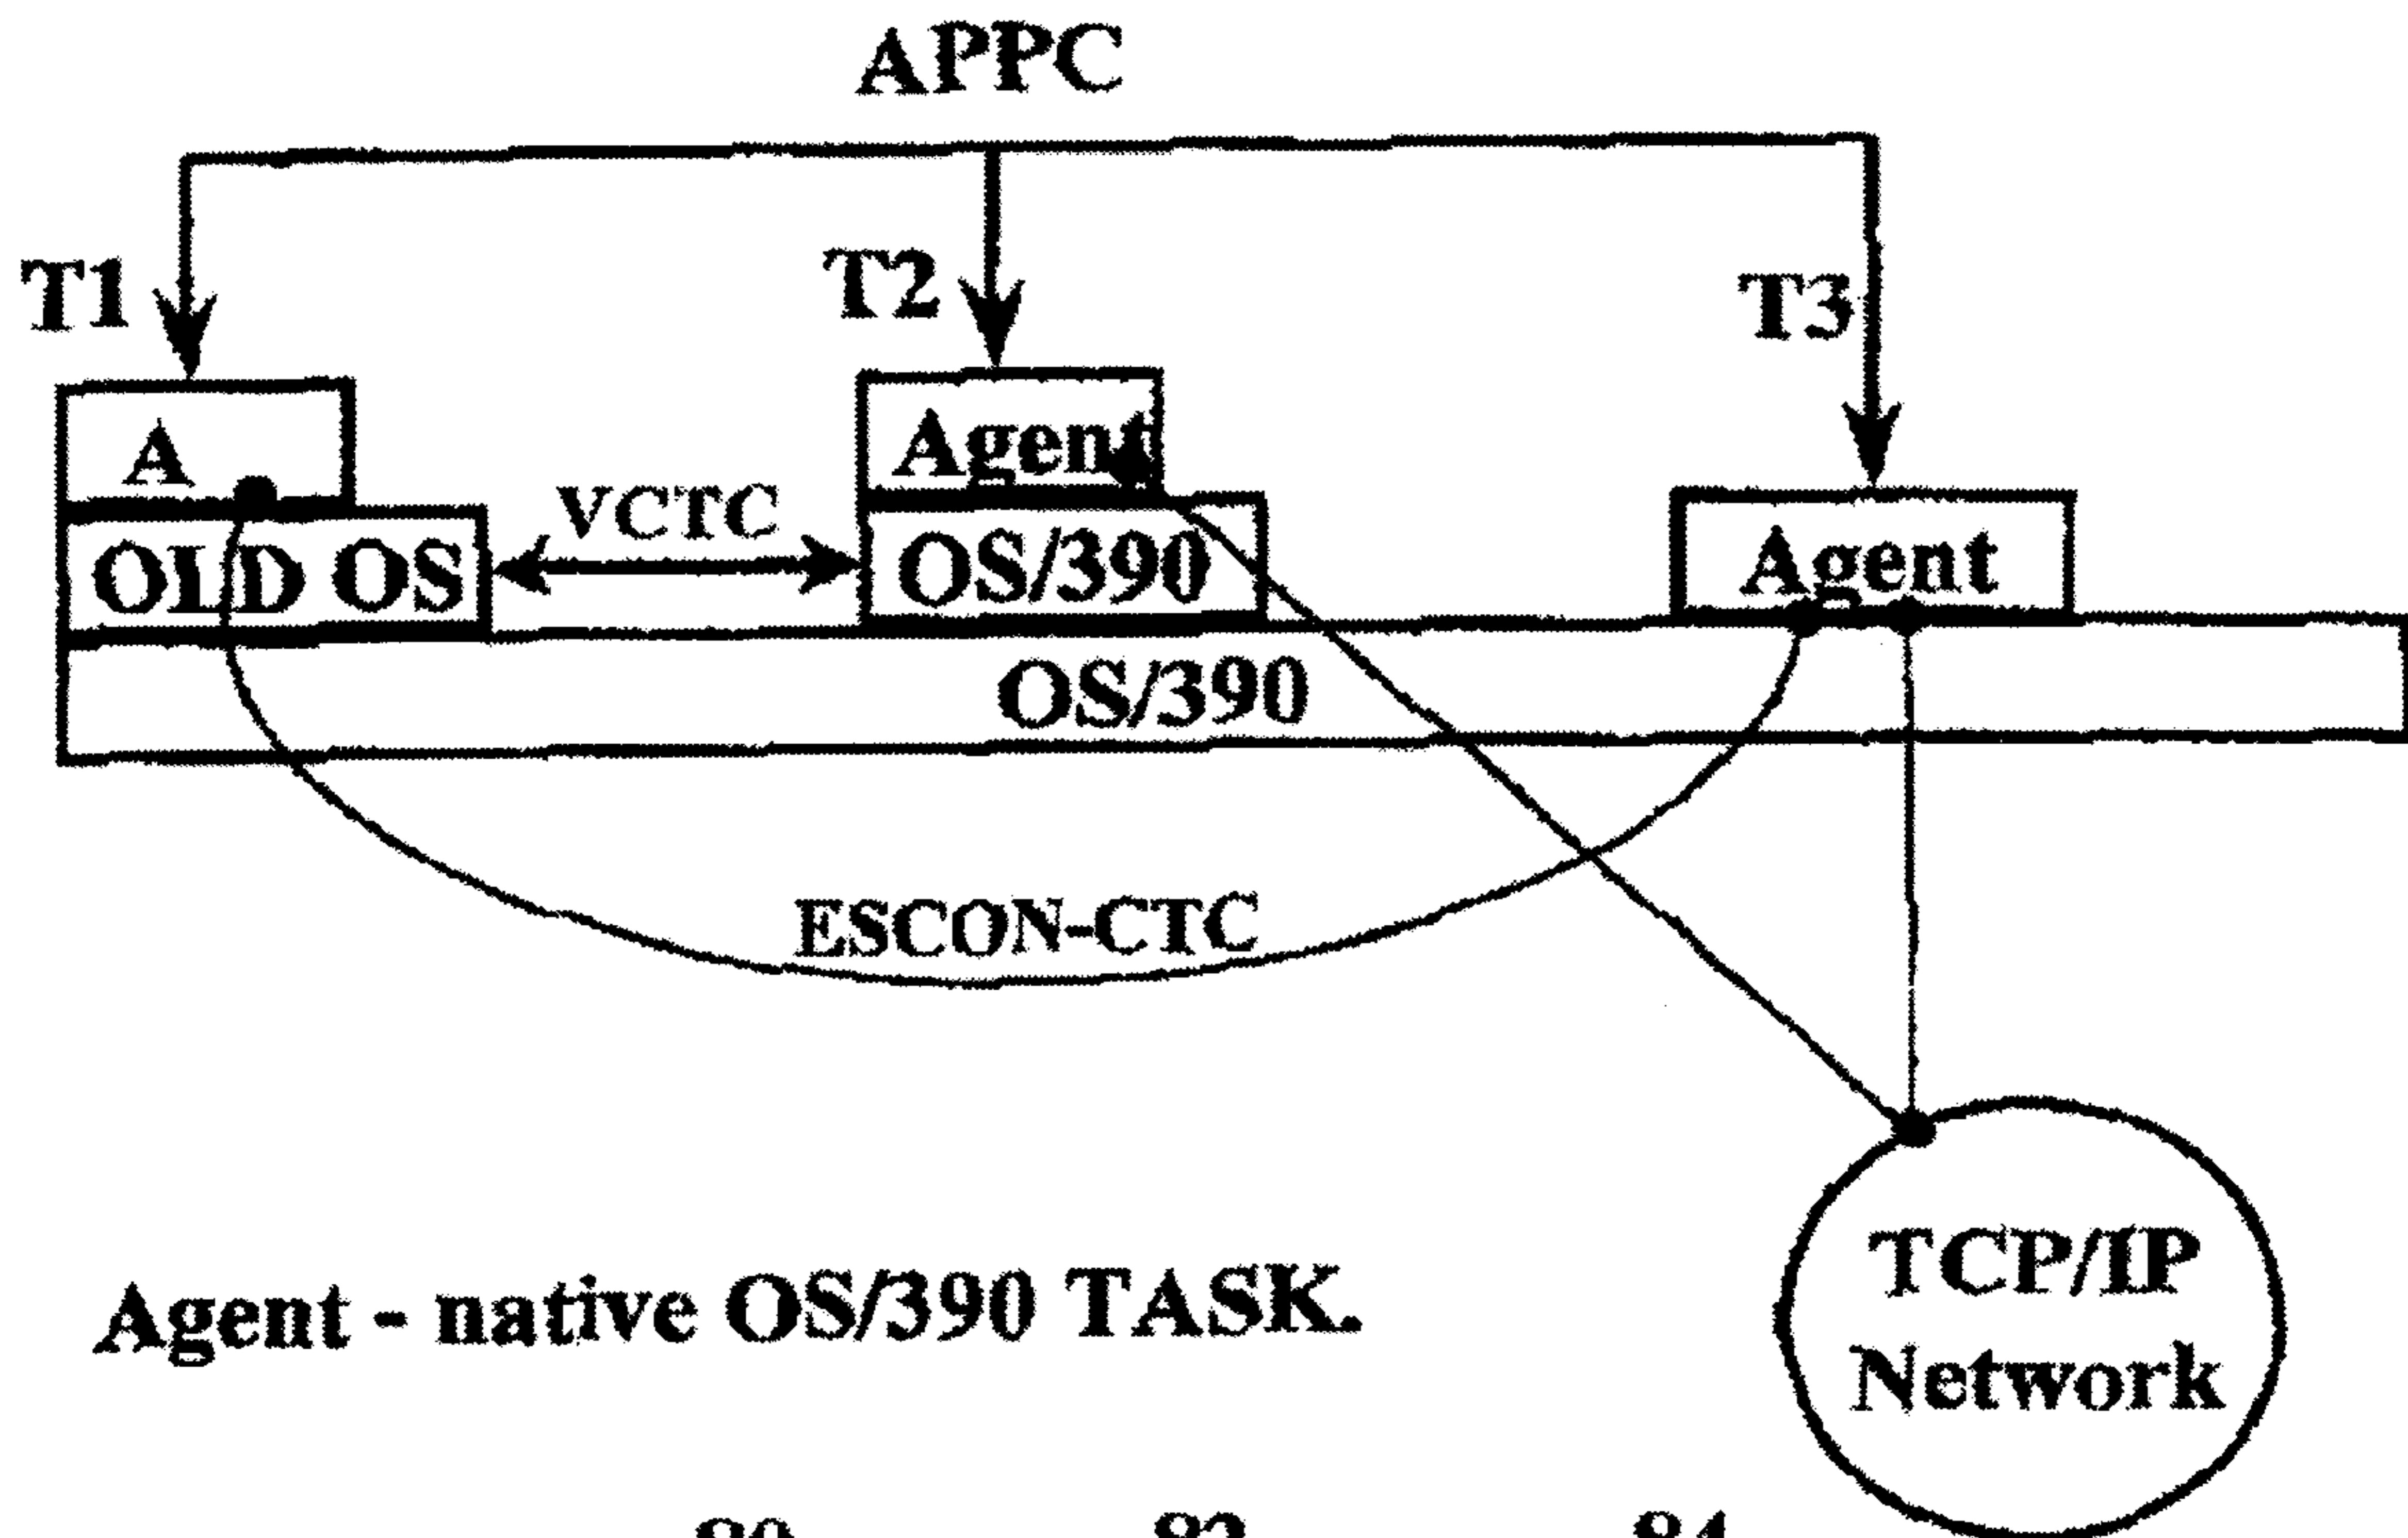 APPC
T1
T2
T3
A
Agent
VCTC
OLD OS
OS/390
Agent
OS/390
ESCON-CTC
TCP/IP
Network
Agent - native OS/390 TASK.